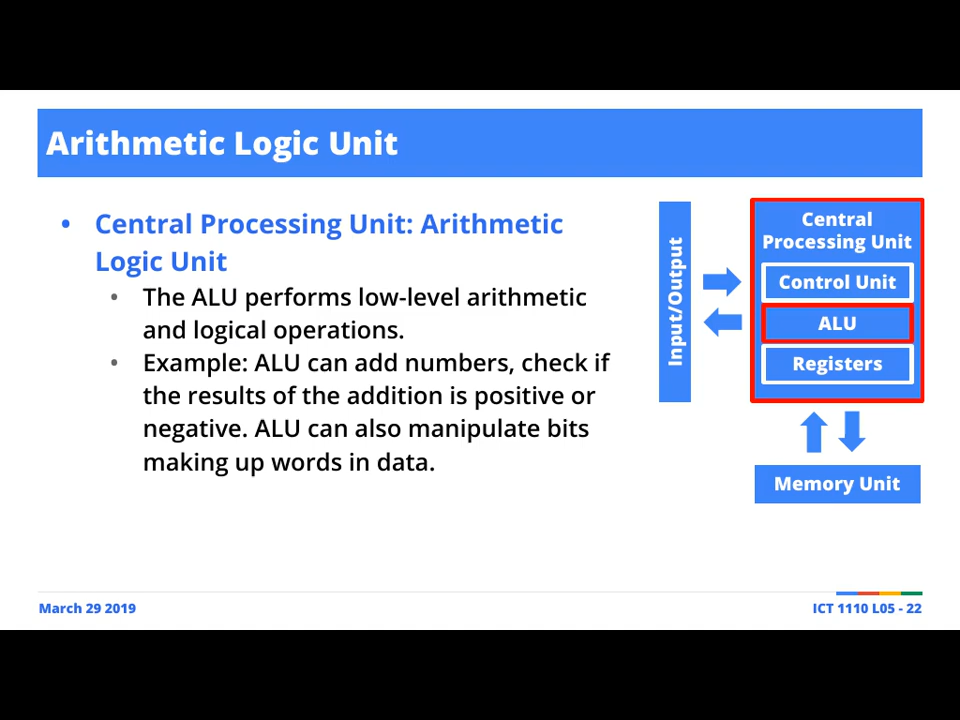 Arithmetic Logic Unit
• Central Processing Unit: Arithmetic
Logic Unit
• The ALU performs low-level arithmetic
and logical operations.
• Example: ALU can add numbers, check if
the results of the addition is positive or
negative. ALU can also manipulate bits
making up words in data.
Input/Output
Central
Processing Unit
Control Unit
ALU
Registers
Memory Unit
March 29 2019
ICT 1110 L05 - 22